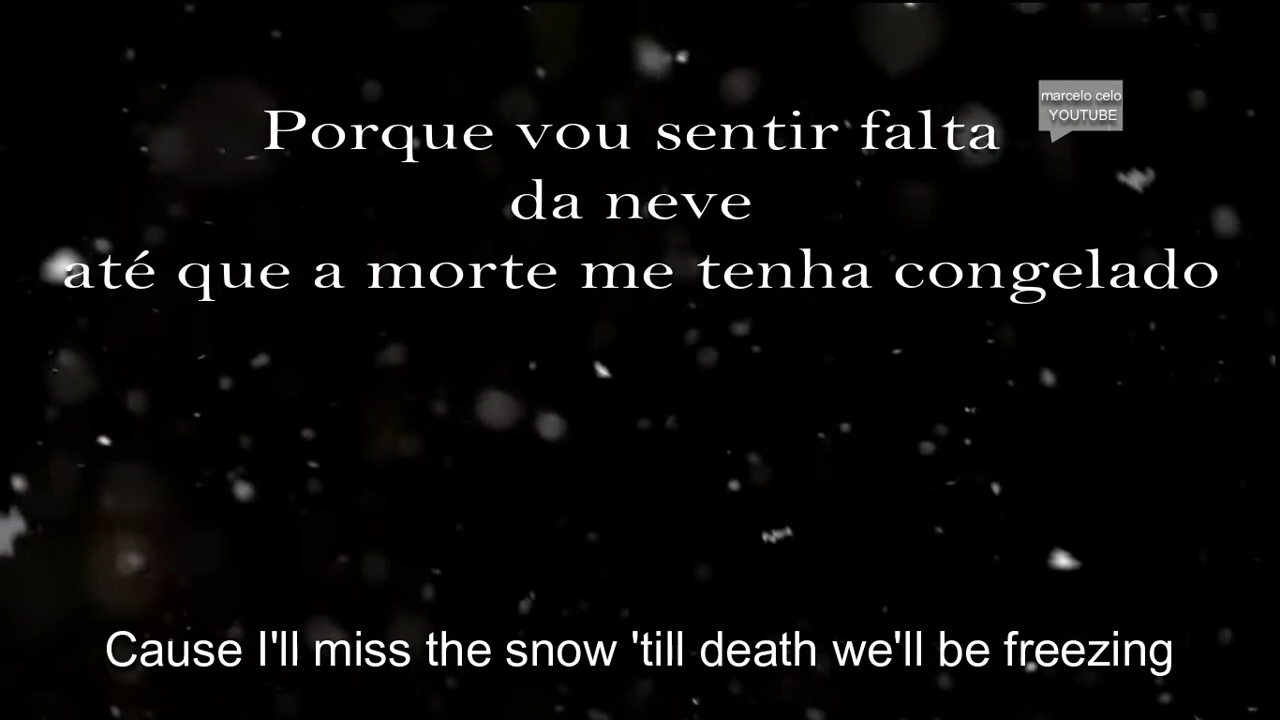 marcelo celo
YOUTUBE
Porque vou sentir falta
da neve
até que a morte me tenha congelado
Cause I'll miss the snow 'till death we'll be freezing